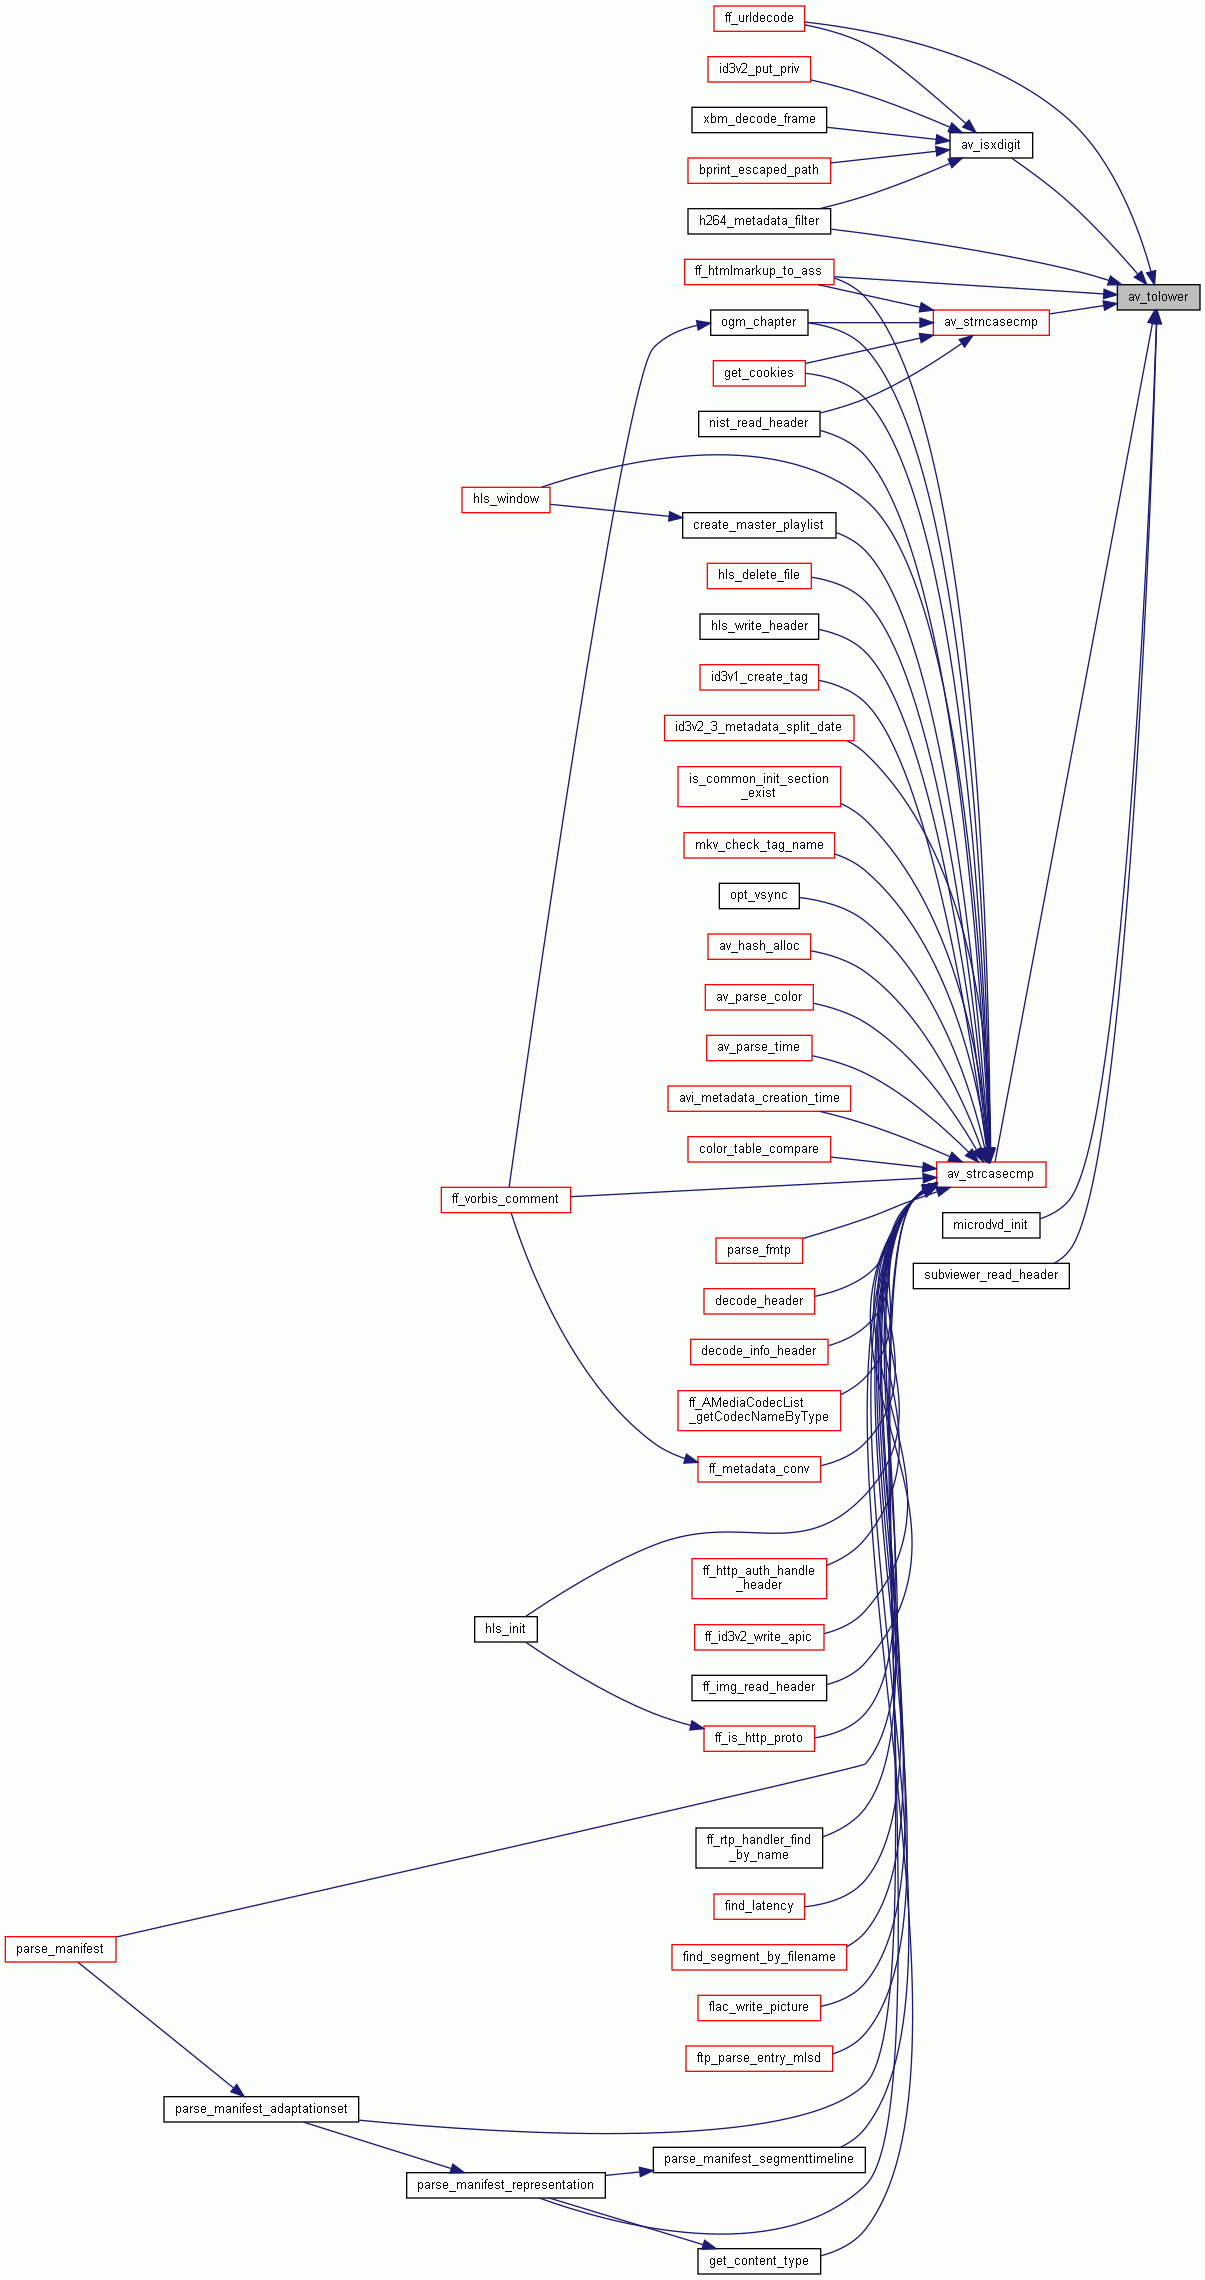 ff_urldecode
id3v2_put_priv
xbm_decode_frame
av_isxdigit
bprint_escaped_path
h264_metadata_filter
ff_htmlmarkup_to_ass
av_tolower
ogm_chapter
av_strncasecmp
get_cookies
nist_read_header
hls_window
create_master_playlist
hls_delete_file
hls_write_header
id3v1_create_tag
id3v2_3_metadata_split_date
is_common_init_section
_exist
mkv_check_tag_name
opt_vsync
av_hash_alloc
av_parse_color
av_parse_time
avi_metadata_creation_time
color_table_compare
av_strcasecmp
ff_vorbis_comment
microdvd_init
parse_fmtp
subviewer_read_header
decode_header
decode_info_header
ff_AMediaCodecList
_getCodecNameByType
ff_metadata_conv
ff_http_auth_handle
_header
hls_init
ff_id3v2_write_apic
ff_img_read_header
ff_is_http_proto
ff_rtp_handler_find
_by_name
find_latency
parse_manifest
find_segment_by_filename
flac_write_picture
ftp_parse_entry_mlsd
parse_manifest_adaptationset
parse_manifest_segmenttimeline
parse_manifest_representation
get_content_type